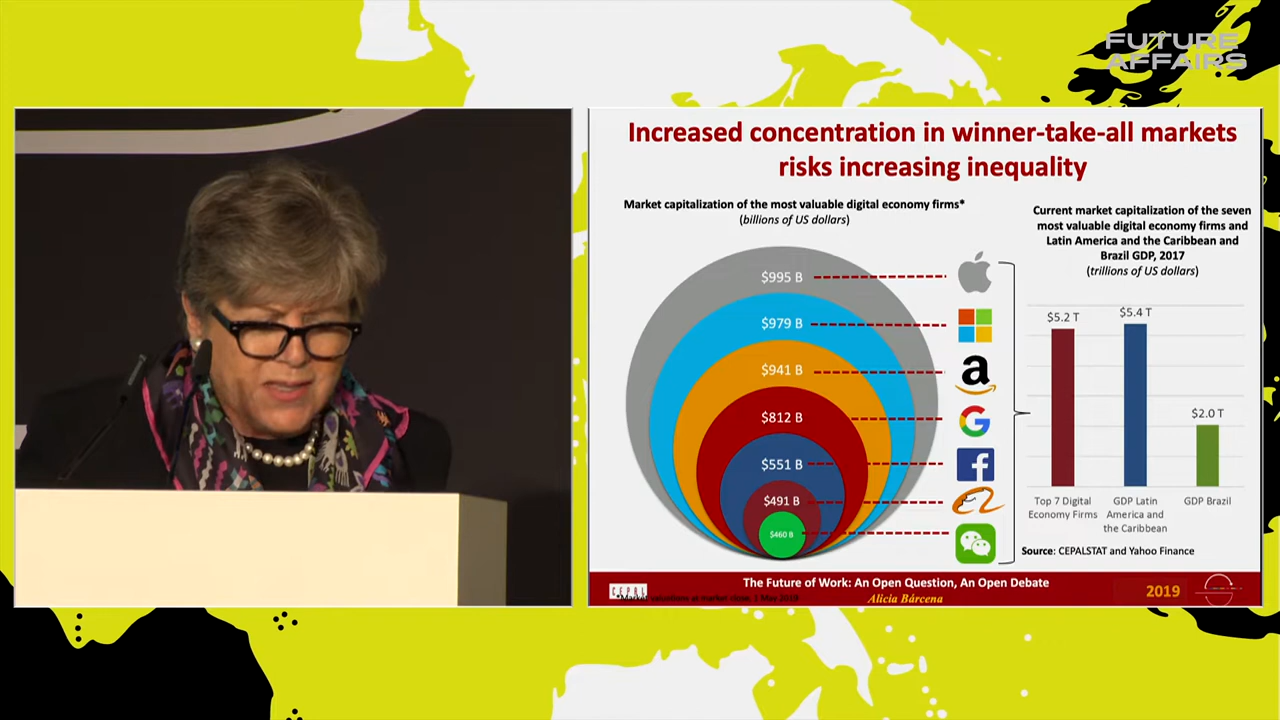 FUTURE
AFFAIRS
Increased concentration in winner-take-all markets
risks increasing inequality
Market capitalization of the most valuable digital economy firms*
(billions of US dollars)
$995 B
$979 B
$941 B
$812 B
$551 B
$491 B
$460 B
a
G
f
Current market capitalization of the seven
most valuable digital economy firms and
Latin America and the Caribbean and
Brazil GDP, 2017
(trillions of US dollars)
$5.2 T
$5.4 T
$2.0 T
Top 7 Digital
Economy Firms
GDP Latin
America and
the Caribbean
GDP Brazil
Source: CEPALSTAT and Yahoo Finance
The Future of Work: An Open Question, An Open Debate
Alicia Bárcena
2019
CEPAL